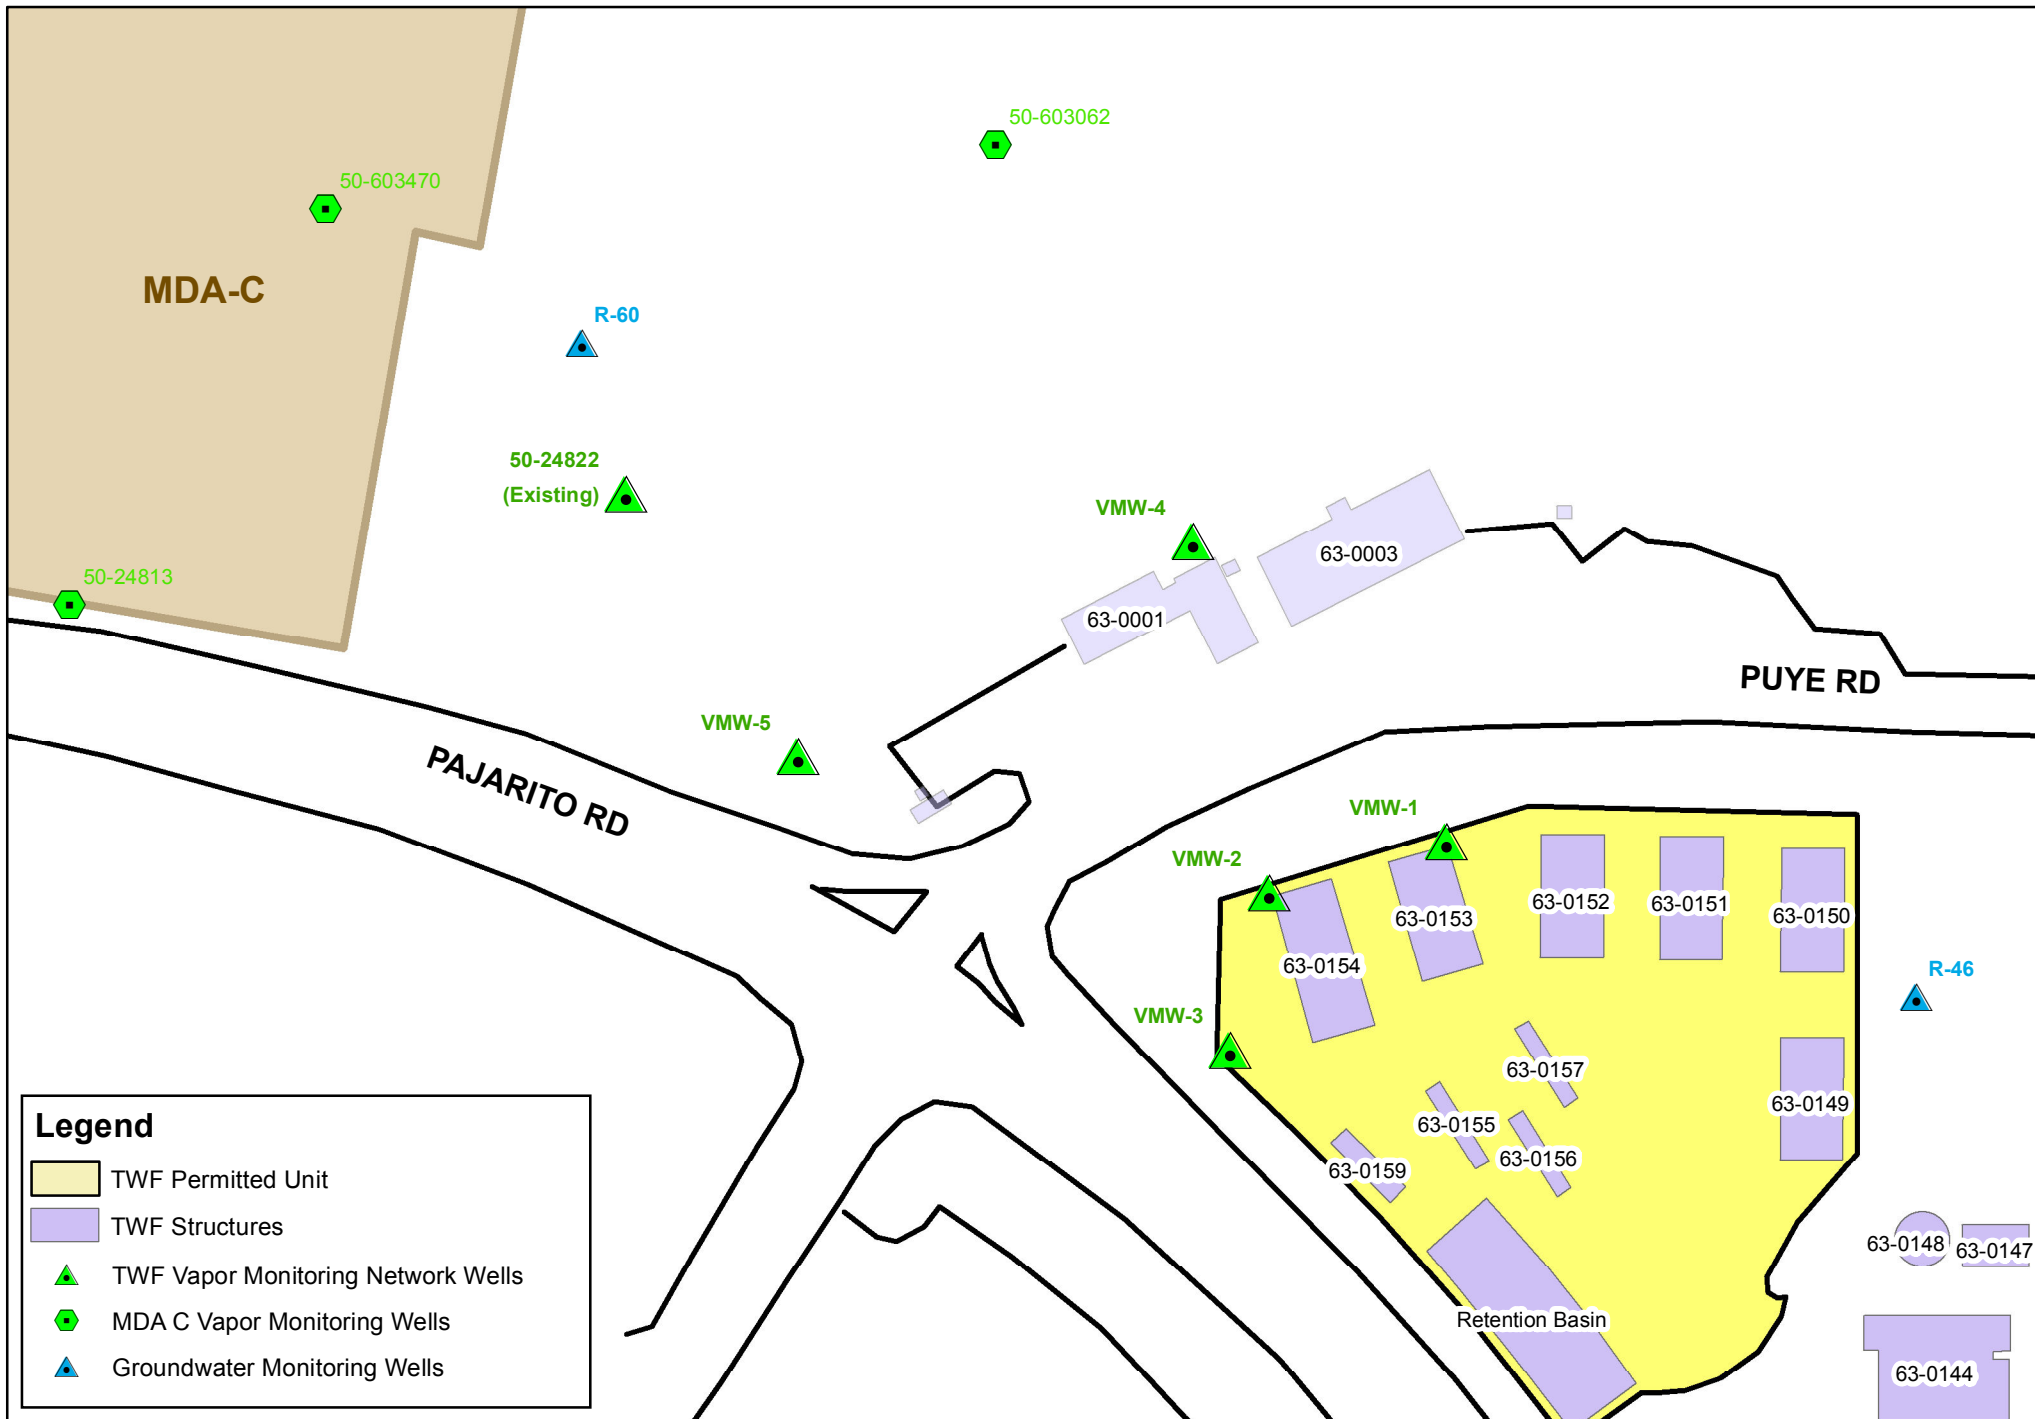 50-603062
50-603470
MDA-C
R-60
50-24822
(Existing)
VMW-4
63-0003
50-24813
63-0001
PUYE RD
VMW-5
PAJARITO RD
VMW-1
VMW-2
63-0152
63-0151
63-0150
63-0153
63-0154
R-46
VMW-3
63-0157
63-0149
63-0155
63-0156
63-0159
63-0148
63-0147
Retention Basin
63-0144
Legend
TWF Permitted Unit
TWF Structures
TWF Vapor Monitoring Network Wells
MDA C Vapor Monitoring Wells
Groundwater Monitoring Wells